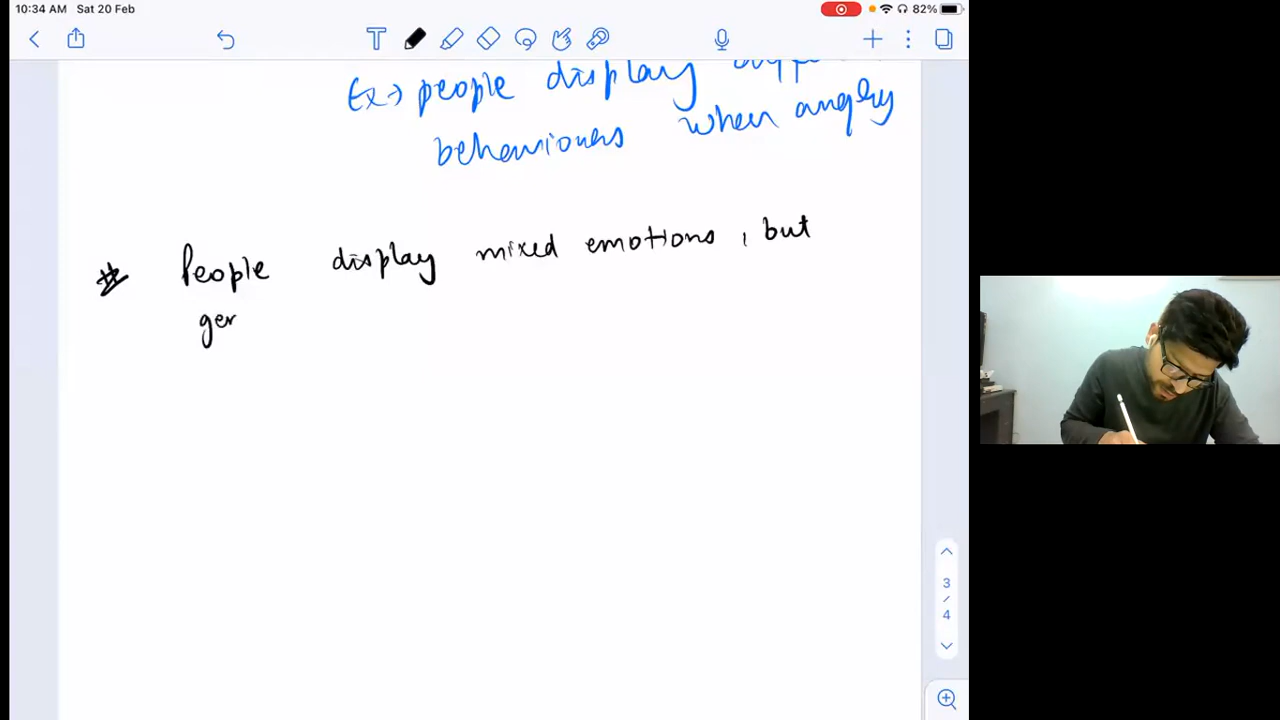 10:34 AM Sat 20 Feb
82%
Ex→ people display
behaviours when angry
# People display mixed emotions, but
gen
3
/
4